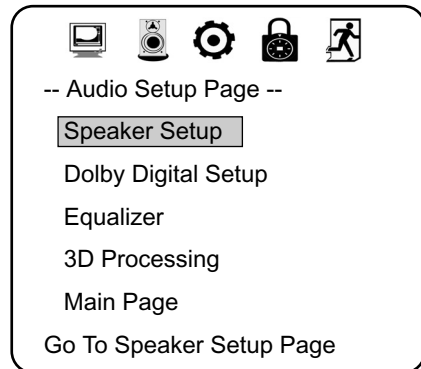 -- Audio Setup Page --
Speaker Setup
Dolby Digital Setup
Equalizer
3D Processing
Main Page
Go To Speaker Setup Page